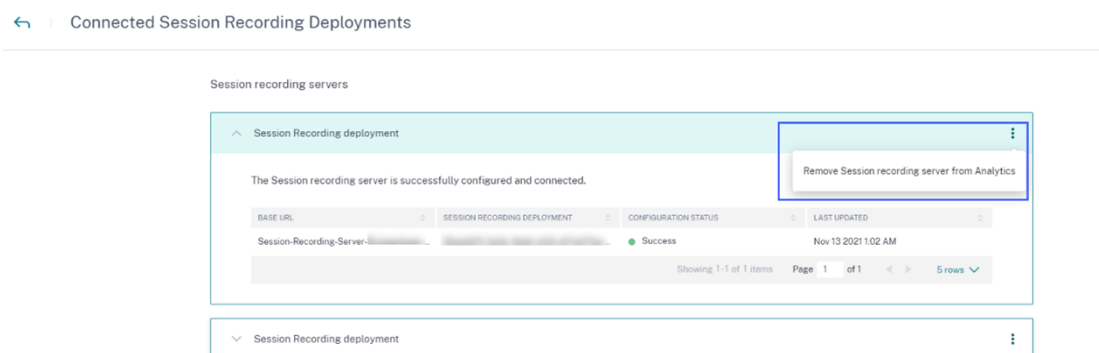 Connected Session Recording Deployments
Session recording servers
Session Recording deployment
Remove Session recording server from Analytics
The Session recording server is successfully configured and connected.
BASE URL SESSION RECORDING DEPLOYMENT CONFIGURATION STATUS LAST UPDATED
Session-Recording-Server- ... .. Success Nov 13 2021 1:02 AM
Showing 1-1 of 1 items Page 1 of 1 5 rows
Session Recording deployment